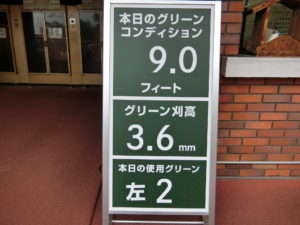 本日のグリーン
コンディション
9.0
フィート
グリーン刈高
3.6 mm
本日の使用グリーン
左 2